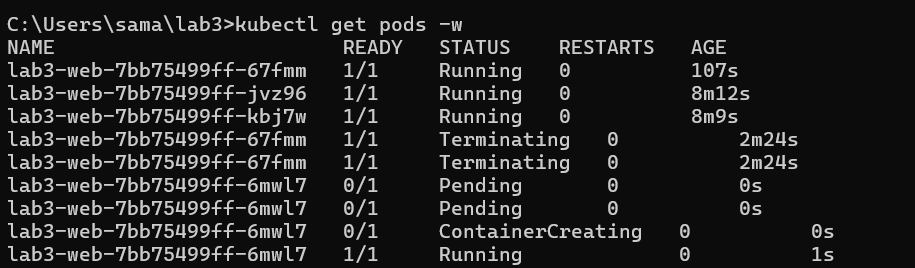 C:\Users\sama\lab3>kubectl get pods -w
NAME READY STATUS RESTARTS AGE
lab3-web-7bb75499ff-67fmm 1/1 Running 0 107s
lab3-web-7bb75499ff-jvz96 1/1 Running 0 8m12s
lab3-web-7bb75499ff-kbj7w 1/1 Running 0 8m9s
lab3-web-7bb75499ff-67fmm 1/1 Terminating 0 2m24s
lab3-web-7bb75499ff-67fmm 1/1 Terminating 0 2m24s
lab3-web-7bb75499ff-6mwl7 0/1 Pending 0 0s
lab3-web-7bb75499ff-6mwl7 0/1 Pending 0 0s
lab3-web-7bb75499ff-6mwl7 0/1 ContainerCreating 0 0s
lab3-web-7bb75499ff-6mwl7 1/1 Running 0 1s